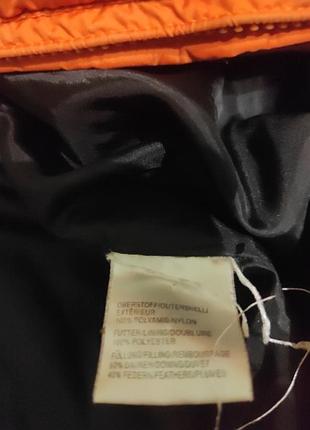 OBERSTOFF/OUTERSHELL/
EXTÉRIEUR
100% POLYAMID/NYLON
FUTTER/LINING/DOUBLURE
100% POLYESTER
FÜLLUNG/FILLING/REMBOURRAGE
60% DAUNEN/DOWNS/DUVET
40% FEDERN/FEATHERS/PLUMES